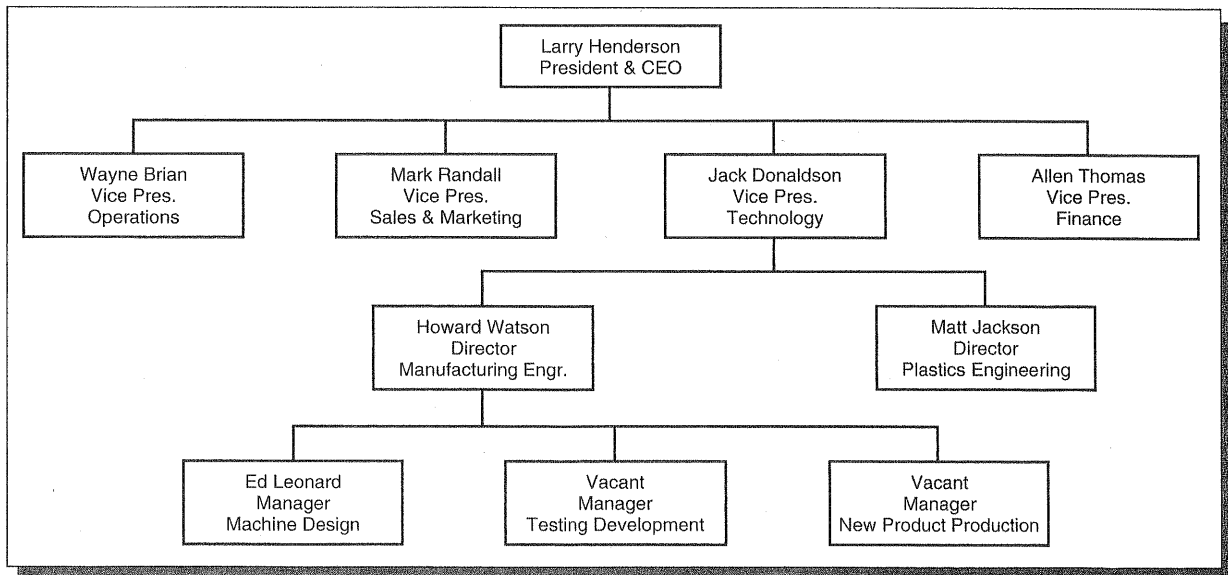 Larry Henderson
President & CEO
Wayne Brian
Vice Pres.
Operations
Mark Randall
Vice Pres.
Sales & Marketing
Jack Donaldson
Vice Pres.
Technology
Allen Thomas
Vice Pres.
Finance
Howard Watson
Director
Manufacturing Engr.
Matt Jackson
Director
Plastics Engineering
Ed Leonard
Manager
Machine Design
Vacant
Manager
Testing Development
Vacant
Manager
New Product Production